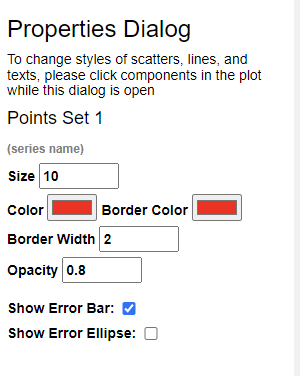 Properties Dialog
To change styles of scatters, lines, and
texts, please click components in the plot
while this dialog is open
Points Set 1
(series name)
Size 10
Color Border Color
Border Width 2
Opacity 0.8
Show Error Bar:
Show Error Ellipse: